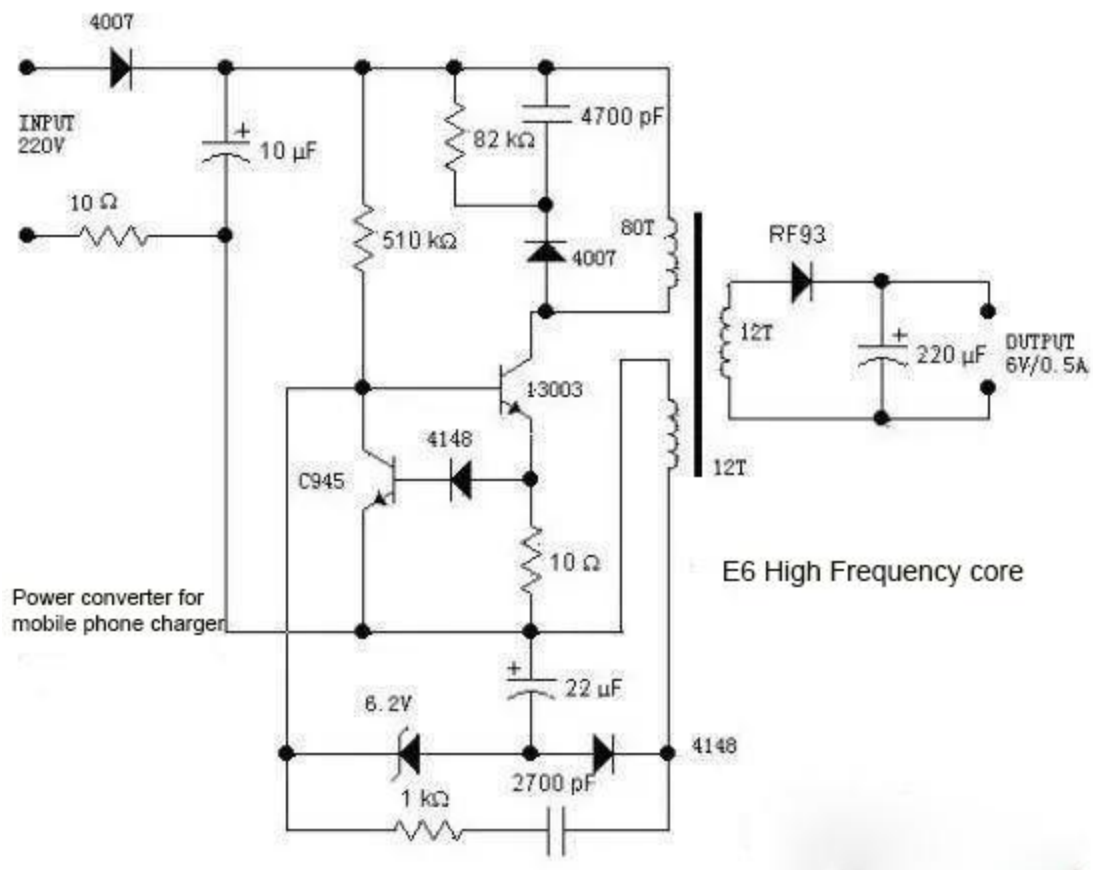 4007
INPUT
220V
10 µF
10 Ω
510 kΩ
82 kΩ
4700 pF
4007
80T
RF93
12T
220 µF
OUTPUT
6V/0.5A
13003
4148
C945
12T
10 Ω
E6 High Frequency core
Power converter for
mobile phone charger
22 µF
6.2V
4148
2700 pF
1 kΩ